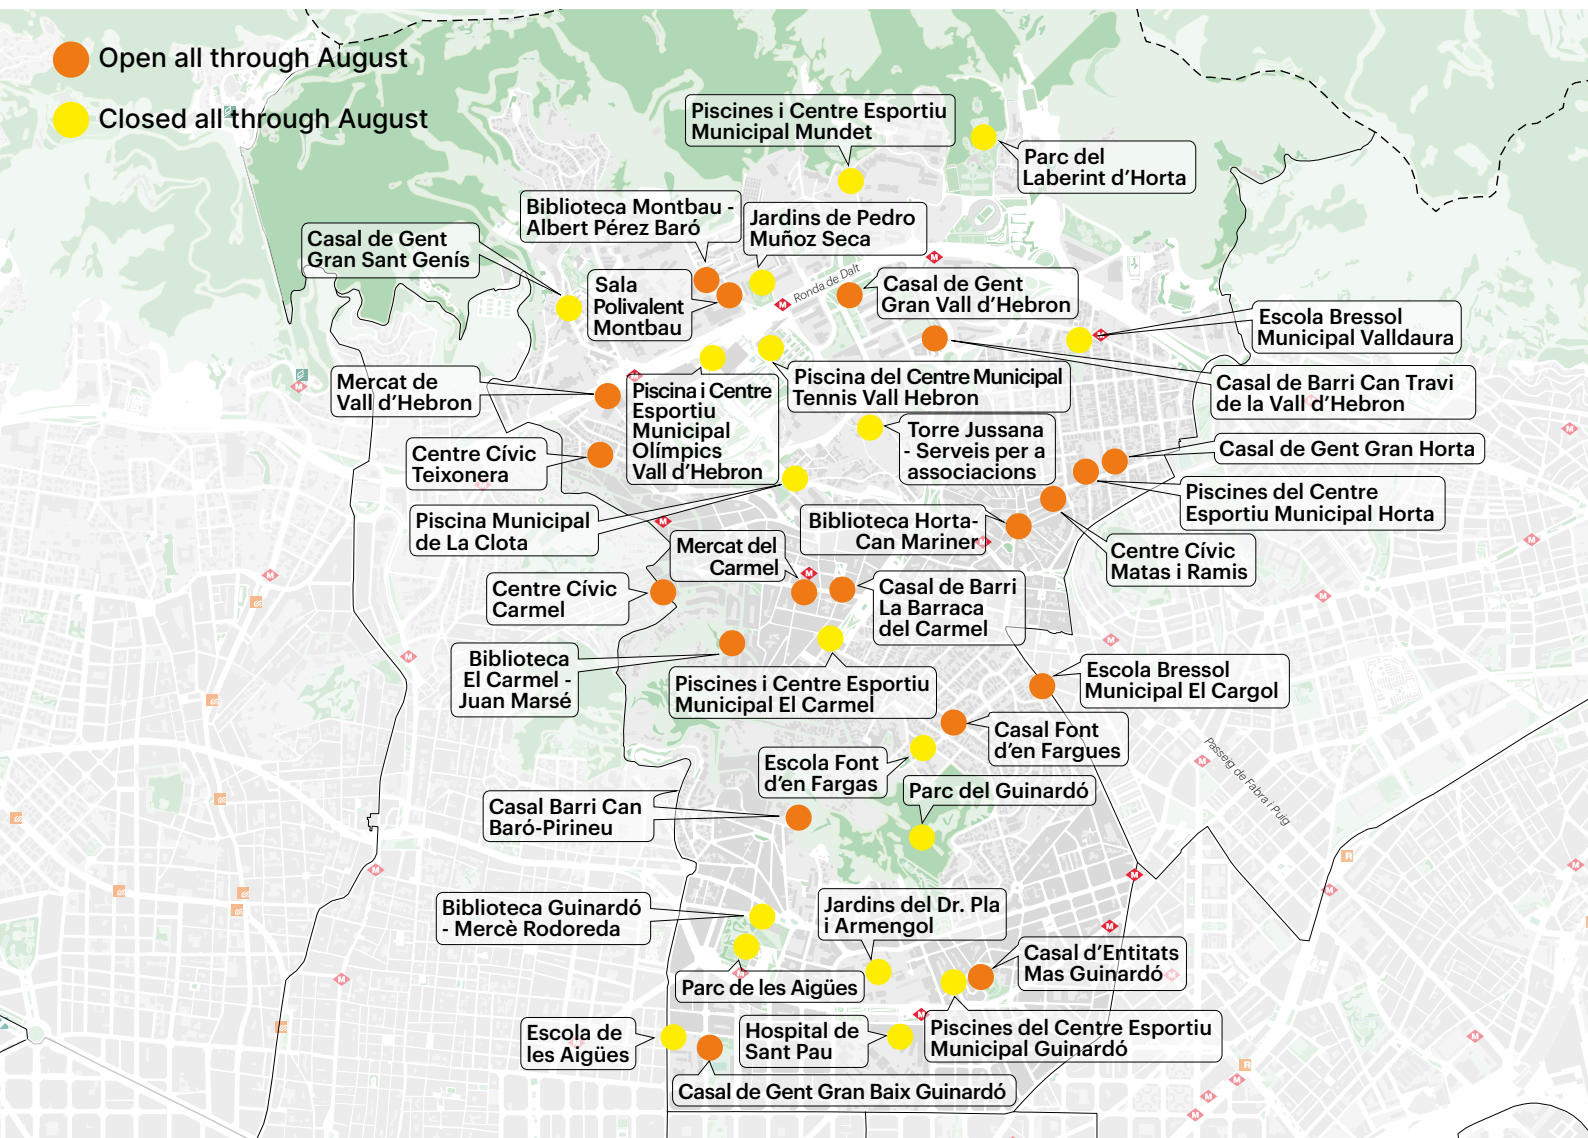 Open all through August
Closed all through August
Piscines i Centre Esportiu
Municipal Mundet
Parc del
Laberint d'Horta
Biblioteca Montbau -
Albert Pérez Baró
Jardins de Pedro
Muñoz Seca
Casal de Gent
Gran Sant Genís
Sala
Polivalent
Montbau
Ronda de Dalt
Casal de Gent
Gran Vall d'Hebron
Escola Bressol
Municipal Valldaura
Mercat de
Vall d'Hebron
Piscina i Centre
Esportiu
Municipal
Olímpics
Vall d'Hebron
Piscina del Centre Municipal
Tennis Vall Hebron
Casal de Barri Can Travi
de la Vall d'Hebron
Centre Cívic
Teixonera
Torre Jussana
- Serveis per a
associacions
Casal de Gent Gran Horta
Piscines del Centre
Esportiu Municipal Horta
Piscina Municipal
de La Clota
Biblioteca Horta-
Can Mariner
Centre Cívic
Matas i Ramis
Mercat del
Carmel
Centre Cívic
Carmel
Casal de Barri
La Barraca
del Carmel
Biblioteca
El Carmel -
Juan Marsé
Piscines i Centre Esportiu
Municipal El Carmel
Escola Bressol
Municipal El Cargol
Casal Font
d'en Fargues
Escola Font
d'en Fargas
Passeig de Fabra i Puig
Parc del Guinardó
Casal Barri Can
Baró-Pirineu
Biblioteca Guinardó
- Mercè Rodoreda
Jardins del Dr. Pla
i Armengol
Casal d'Entitats
Mas Guinardó
Parc de les Aigües
Escola de
les Aigües
Hospital de
Sant Pau
Piscines del Centre Esportiu
Municipal Guinardó
Casal de Gent Gran Baix Guinardó